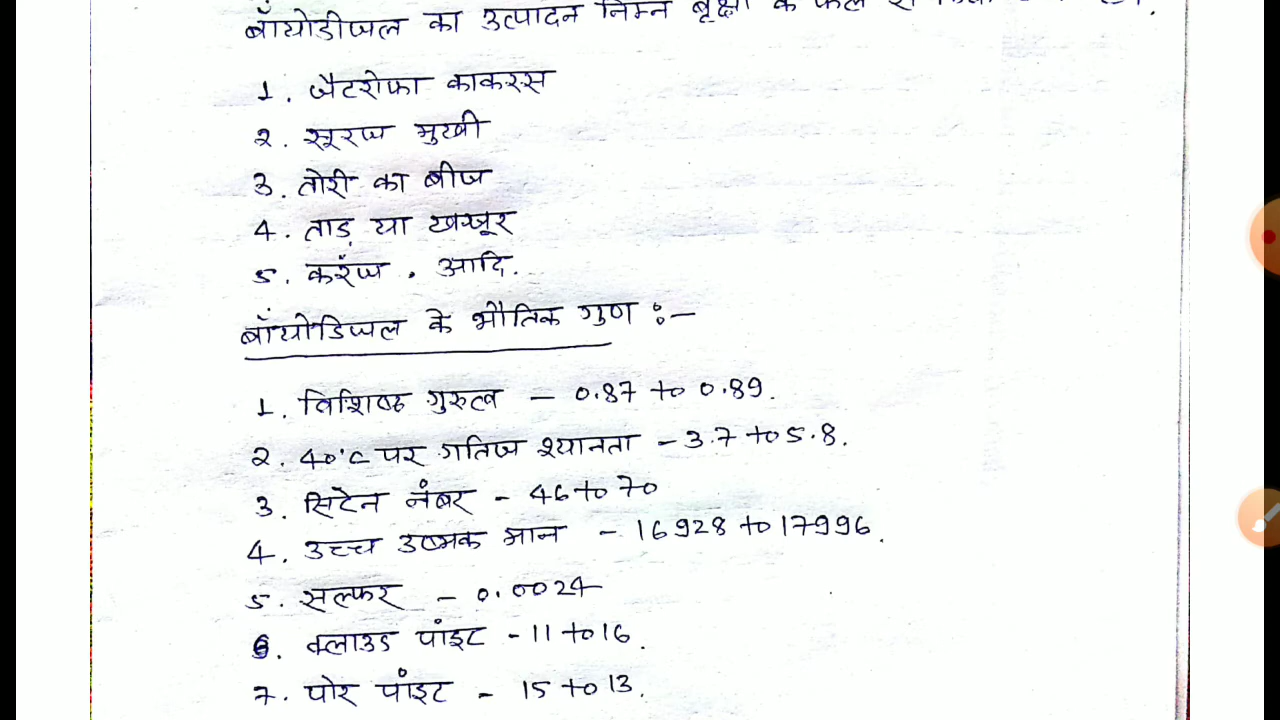 बॉयोडीजल का उत्पादन निम्न बृक्षों के फल से
1. जैटरोफा काकरस
2. सूरज मुखी
3. तोरी का बीज
4. ताड़ या खजूर
5. करंज . आदि.
बॉयोडिजल के भौतिक गुण :-
1. विशिष्ट गुरुत्व - 0.87 to 0.89.
2. 40°C पर गतिज श्यानता - 3.7 to 5.8.
3. सिटेन नंबर - 46 to 70
4. उच्च उष्मक मान - 16928 to 17996.
5. सल्फर - 0.0024
6. क्लाउड पांइट - 11 to 16.
7. पोर पांइट - 15 to 13.